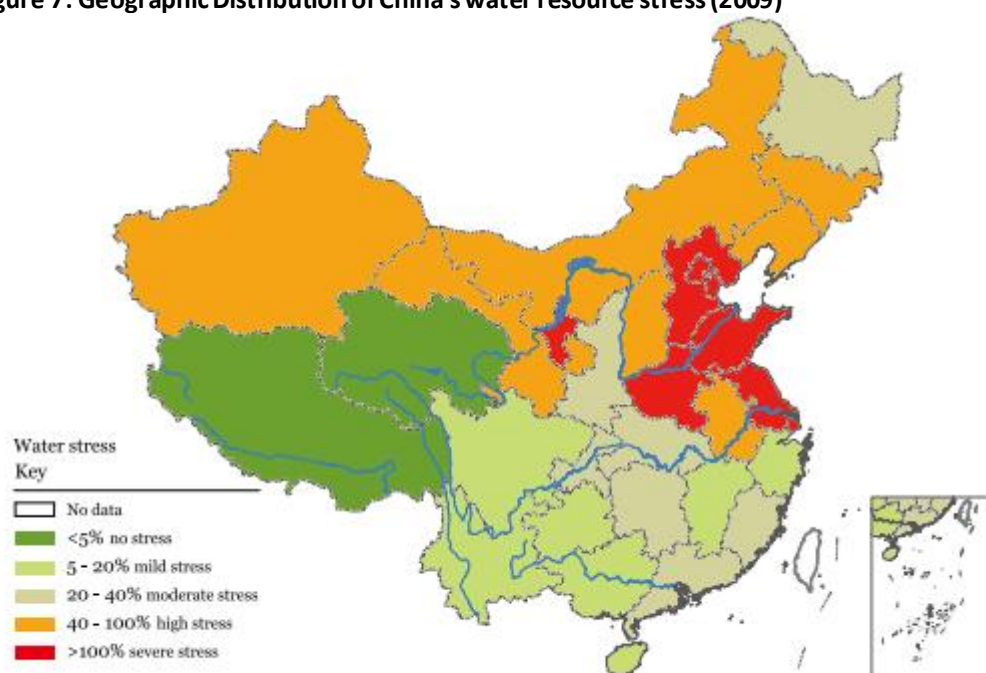 gure 7: Geographic Distribution of China's water resource stress (2009)
Water stress
Key
No data
<5% no stress
5 - 20% mild stress
20 - 40% moderate stress
40 - 100% high stress
>100% severe stress